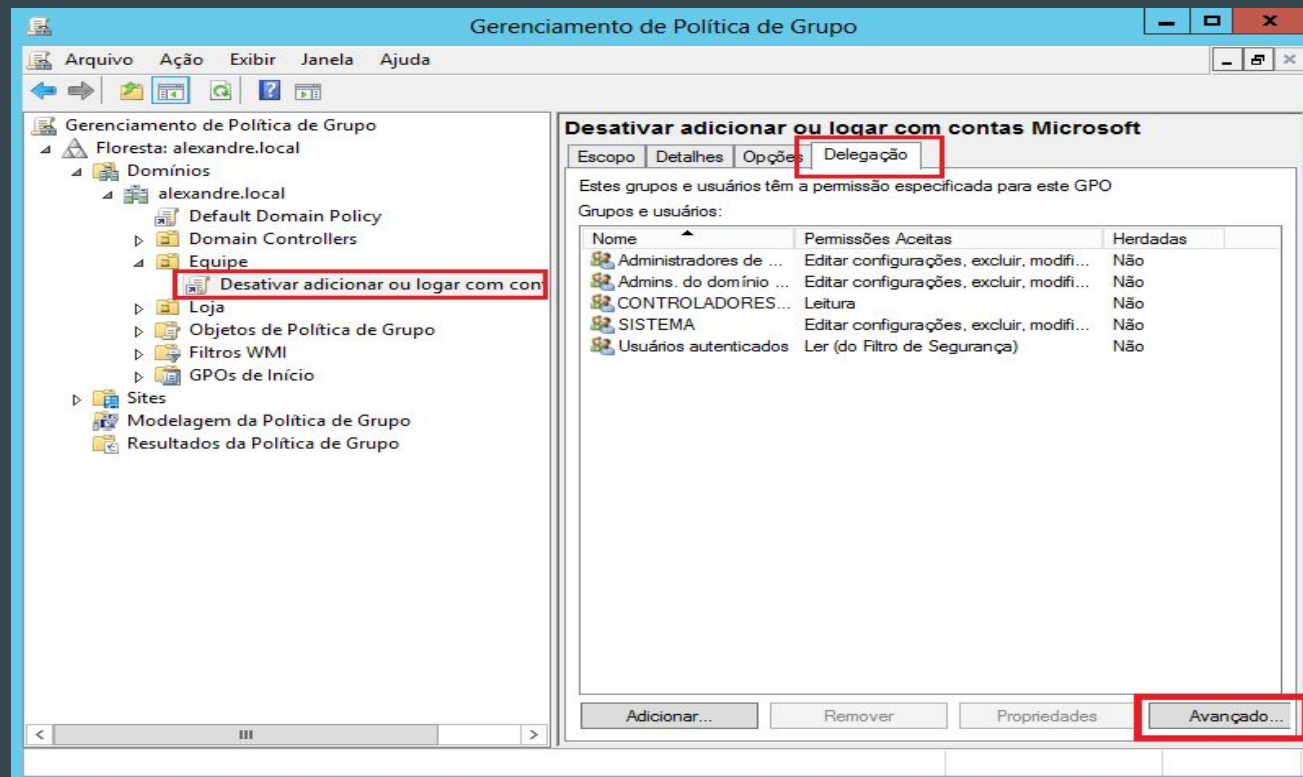 Gerenciamento de Política de Grupo
Arquivo Ação Exibir Janela Ajuda
Gerenciamento de Política de Grupo
Floresta: alexandre.local
Domínios
alexandre.local
Default Domain Policy
Domain Controllers
Equipe
Desativar adicionar ou logar com con
Loja
Objetos de Política de Grupo
Filtros WMI
GPOs de Início
Sites
Modelagem da Política de Grupo
Resultados da Política de Grupo
Desativar adicionar ou logar com contas Microsoft
Escopo Detalhes Opções Delegação
Estes grupos e usuários têm a permissão especificada para este GPO
Grupos e usuários:
Nome Permissões Aceitas Herdadas
Administradores de ... Editar configurações, excluir, modifi... Não
Admins. do domínio ... Editar configurações, excluir, modifi... Não
CONTROLADORES... Leitura Não
SISTEMA Editar configurações, excluir, modifi... Não
Usuários autenticados Ler (do Filtro de Segurança) Não
Adicionar... Remover Propriedades Avançado...